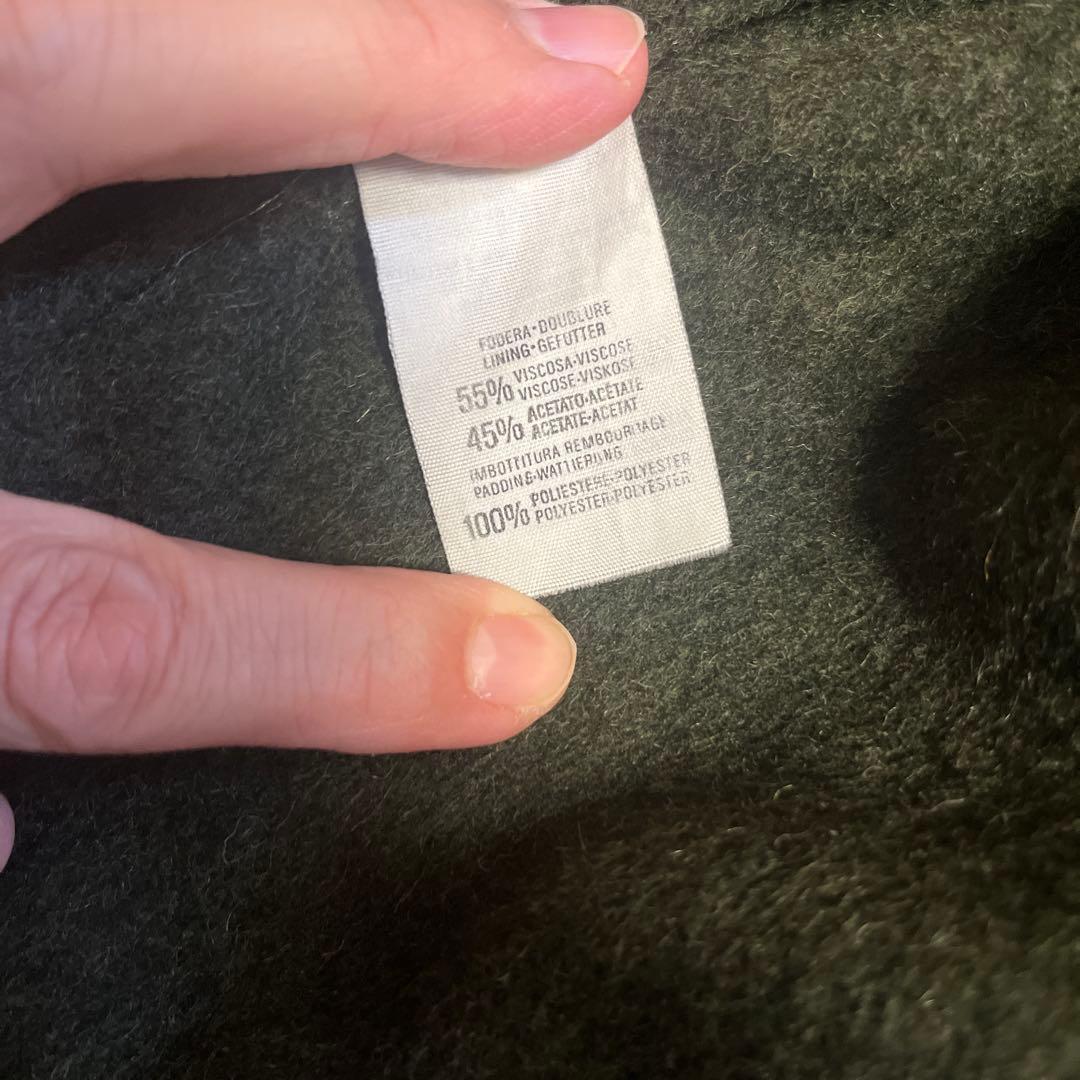 FODERA·DOUBLURE
LINING·GEFUTTER
55% VISCOSA·VISCOSE
VISCOSE·VISKOSE
45% ACETATO·ACÉTATE
ACETATE·ACETAT
IMBOTTITURA REMBOURRAGE
PADDING·WATTIERUNG
100% POLIESTERE·POLYESTER
POLYESTER·POLYESTER